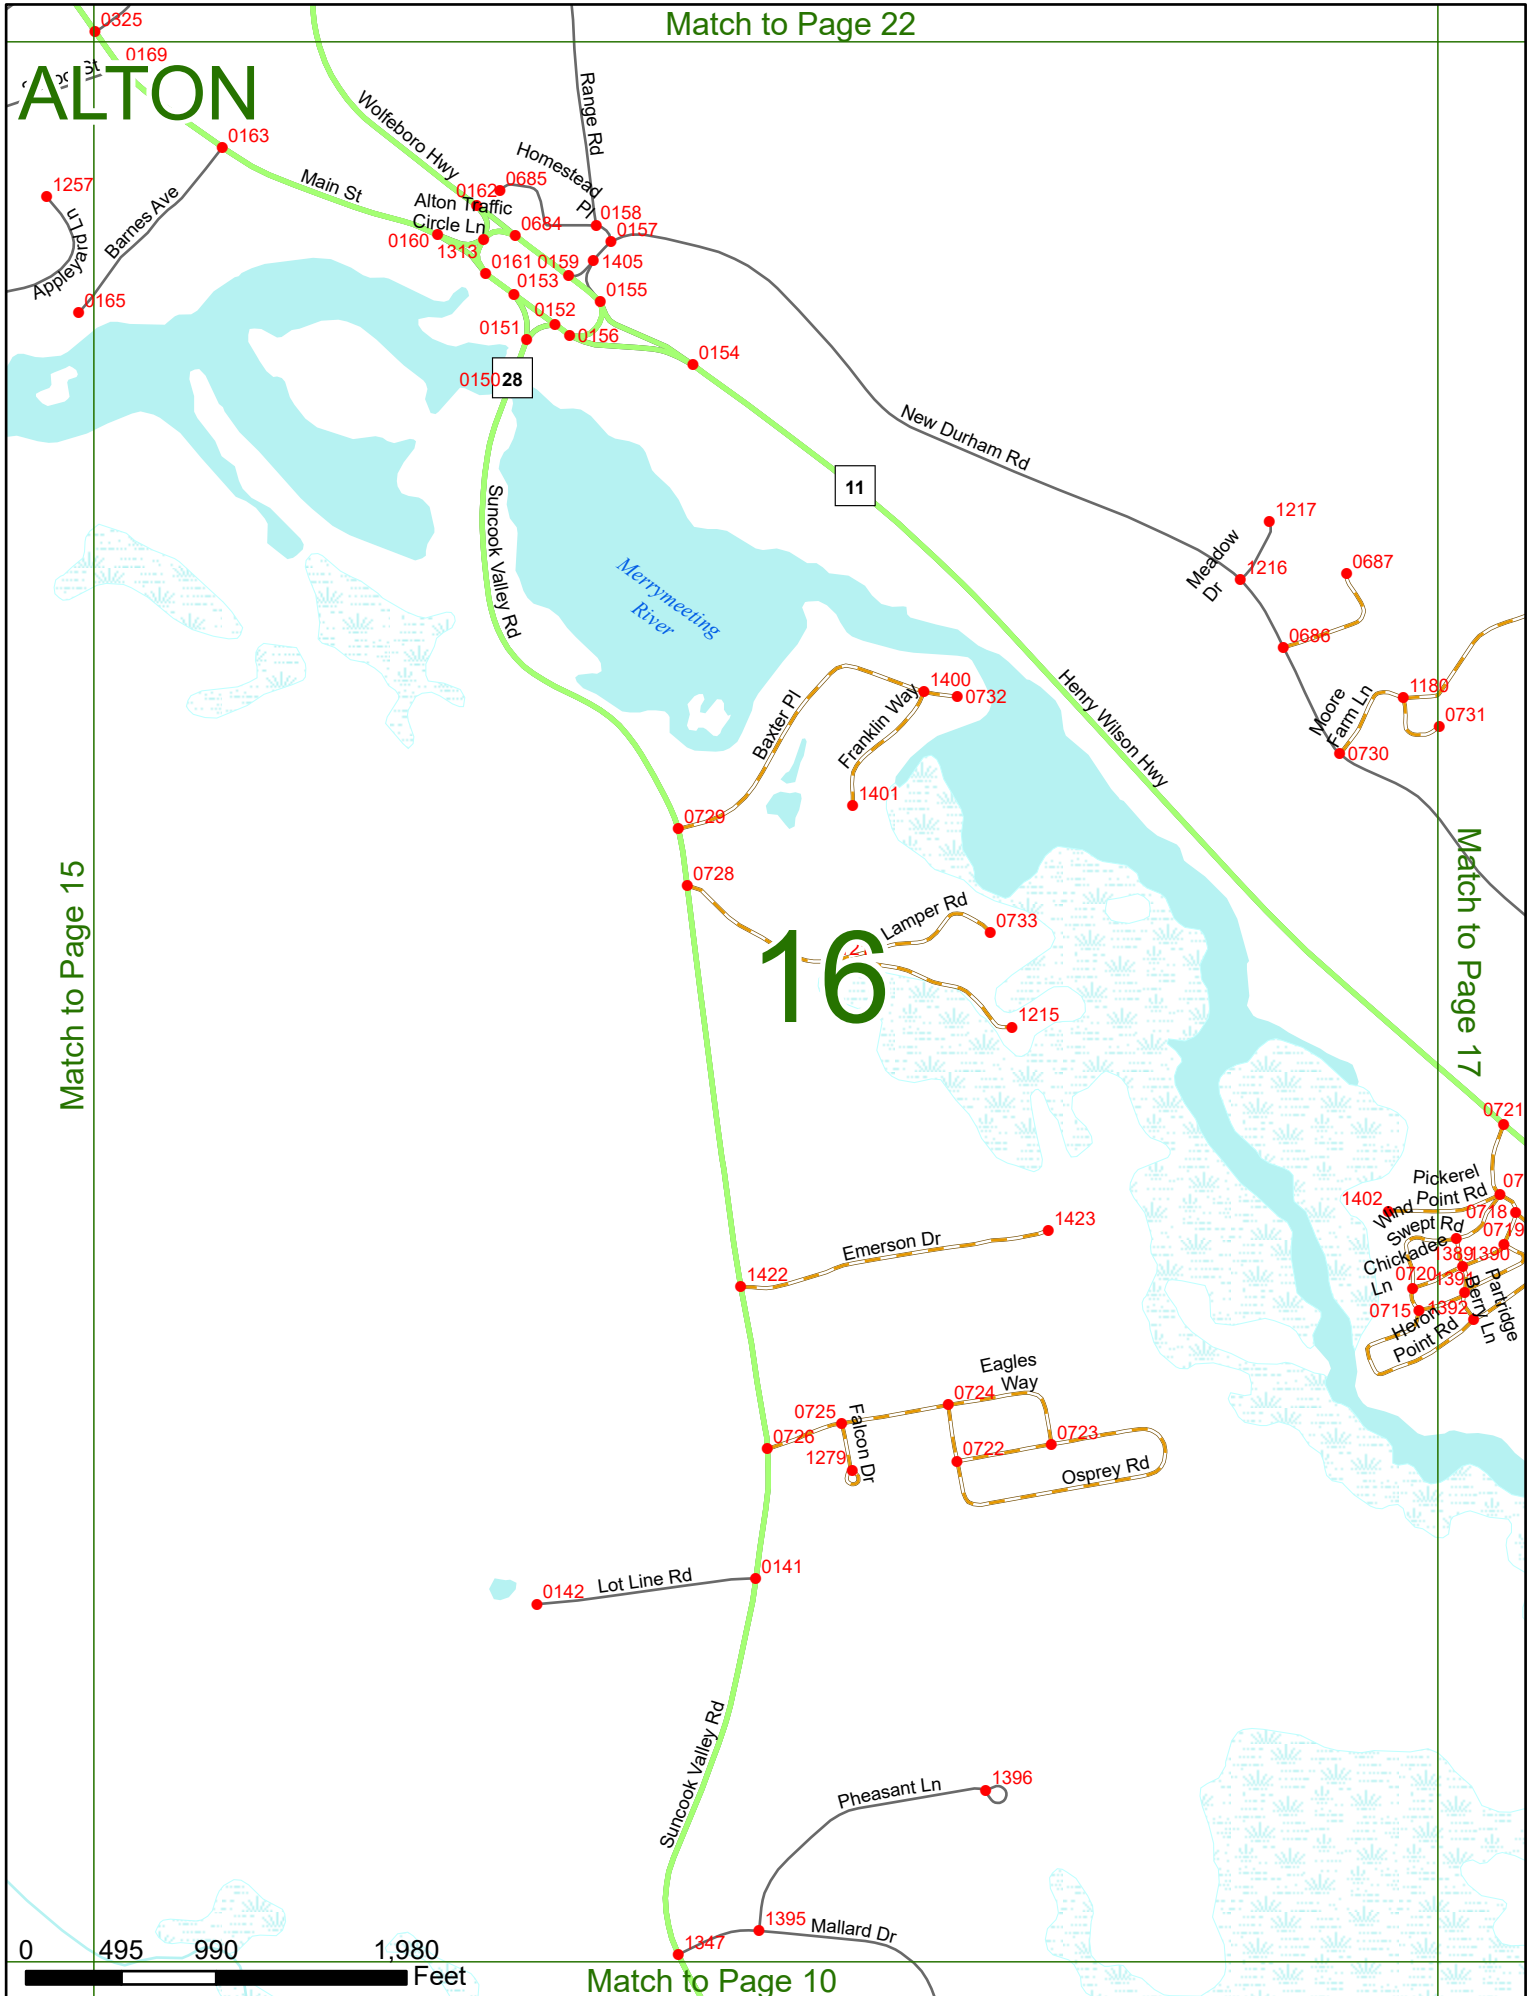 Match to Page 22
0325
0169
ALTON
0163
Wolfeboro Hwy
Range Rd
Homestead
Pl
1257
Main St
Barnes Ave
Appleyard Ln
0165
0162
0685
Alton Traffic
Circle Ln
0684
0158
0157
0160
1313
0161
0159
1405
0153
0155
0152
0151
0156
0154
0150
28
New Durham Rd
11
Suncook Valley Rd
Merrymeeting
River
1217
Meadow
Dr
1216
0687
0686
Henry Wilson Hwy
Moore
Farm Ln
1180
0731
0730
Baxter Pl
Franklin Way
1400
0732
1401
0729
0728
Match to Page 15
Match to Page 17
Lamper Rd
0733
16
1215
0721
Pickerel
Point Rd
07
1402
Wind
Swept Rd
0718
0719
Chickadee
Ln
1389
1390
0720
0715
1392
Heron
Point Rd
Berry Ln
Partridge
Emerson Dr
1423
1422
Eagles
Way
0724
0725
Falcon Dr
0726
1279
0722
0723
Osprey Rd
0141
0142
Lot Line Rd
Suncook Valley Rd
Pheasant Ln
1396
1395
Mallard Dr
1347
0 495 990 1,980
Feet
Match to Page 10